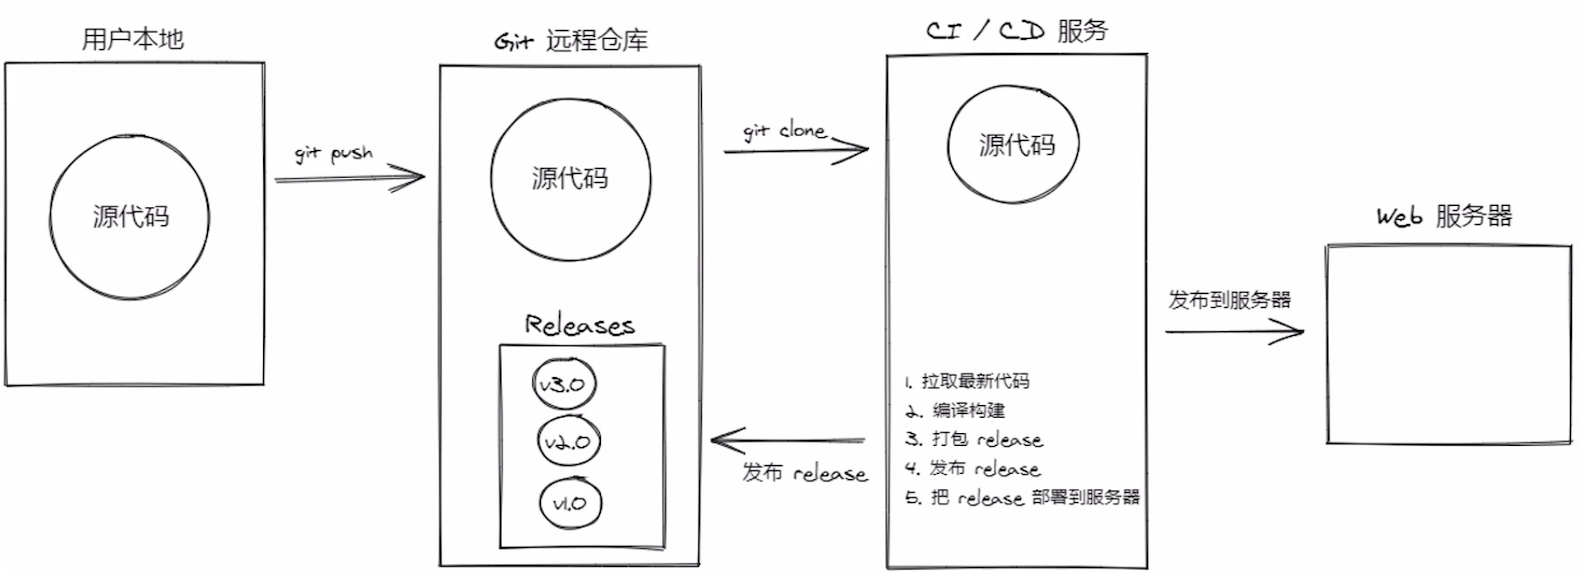 用户本地
源代码
git push
Git 远程仓库
源代码
Releases
v3.0
v2.0
v1.0
git clone
发布 release
CI / CD 服务
源代码
1. 拉取最新代码
2. 编译构建
3. 打包 release
4. 发布 release
5. 把 release 部署到服务器
发布到服务器
Web 服务器